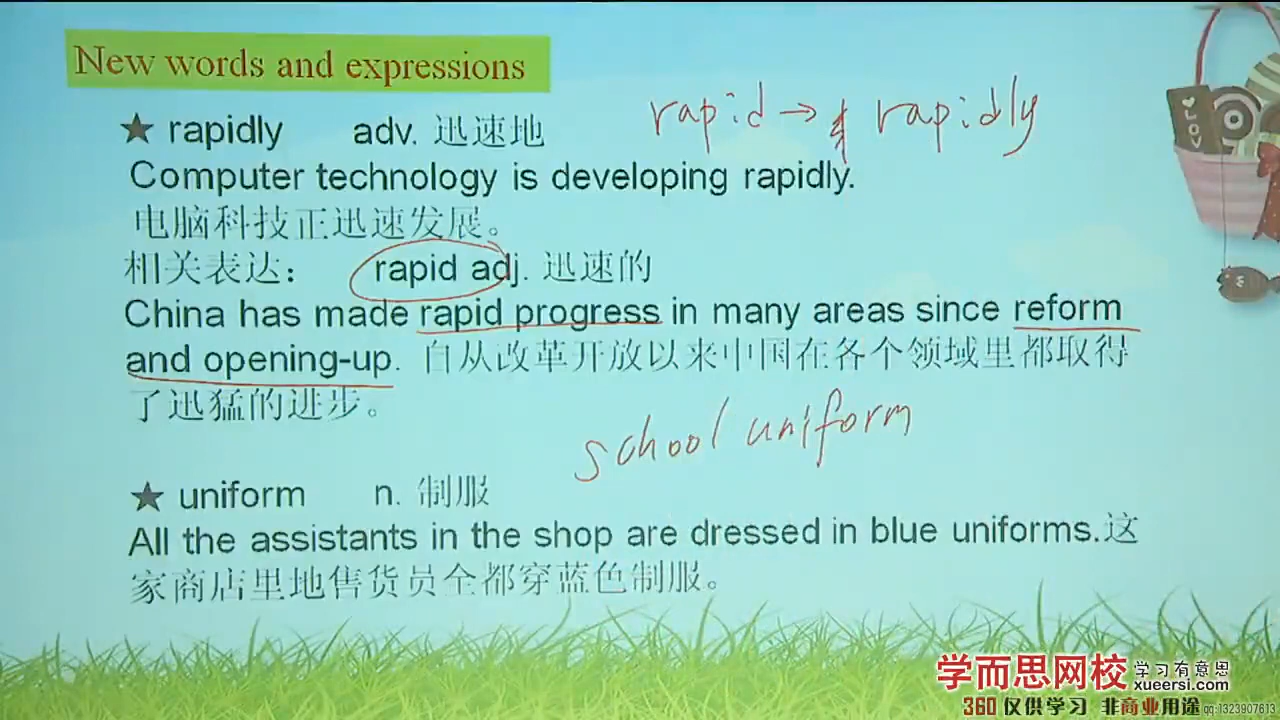 New words and expressions
rapid → rapidly
★ rapidly adv. 迅速地
Computer technology is developing rapidly.
电脑科技正迅速发展。
相关表达： rapid adj. 迅速的
China has made rapid progress in many areas since reform
and opening-up. 自从改革开放以来中国在各个领域里都取得
了迅猛的进步。
school uniform
★ uniform n. 制服
All the assistants in the shop are dressed in blue uniforms.这
家商店里地售货员全都穿蓝色制服。
LOV
学而思网校 学习有意思
xueersi.com
360 仅供学习 非商业用途 qq:1323907613